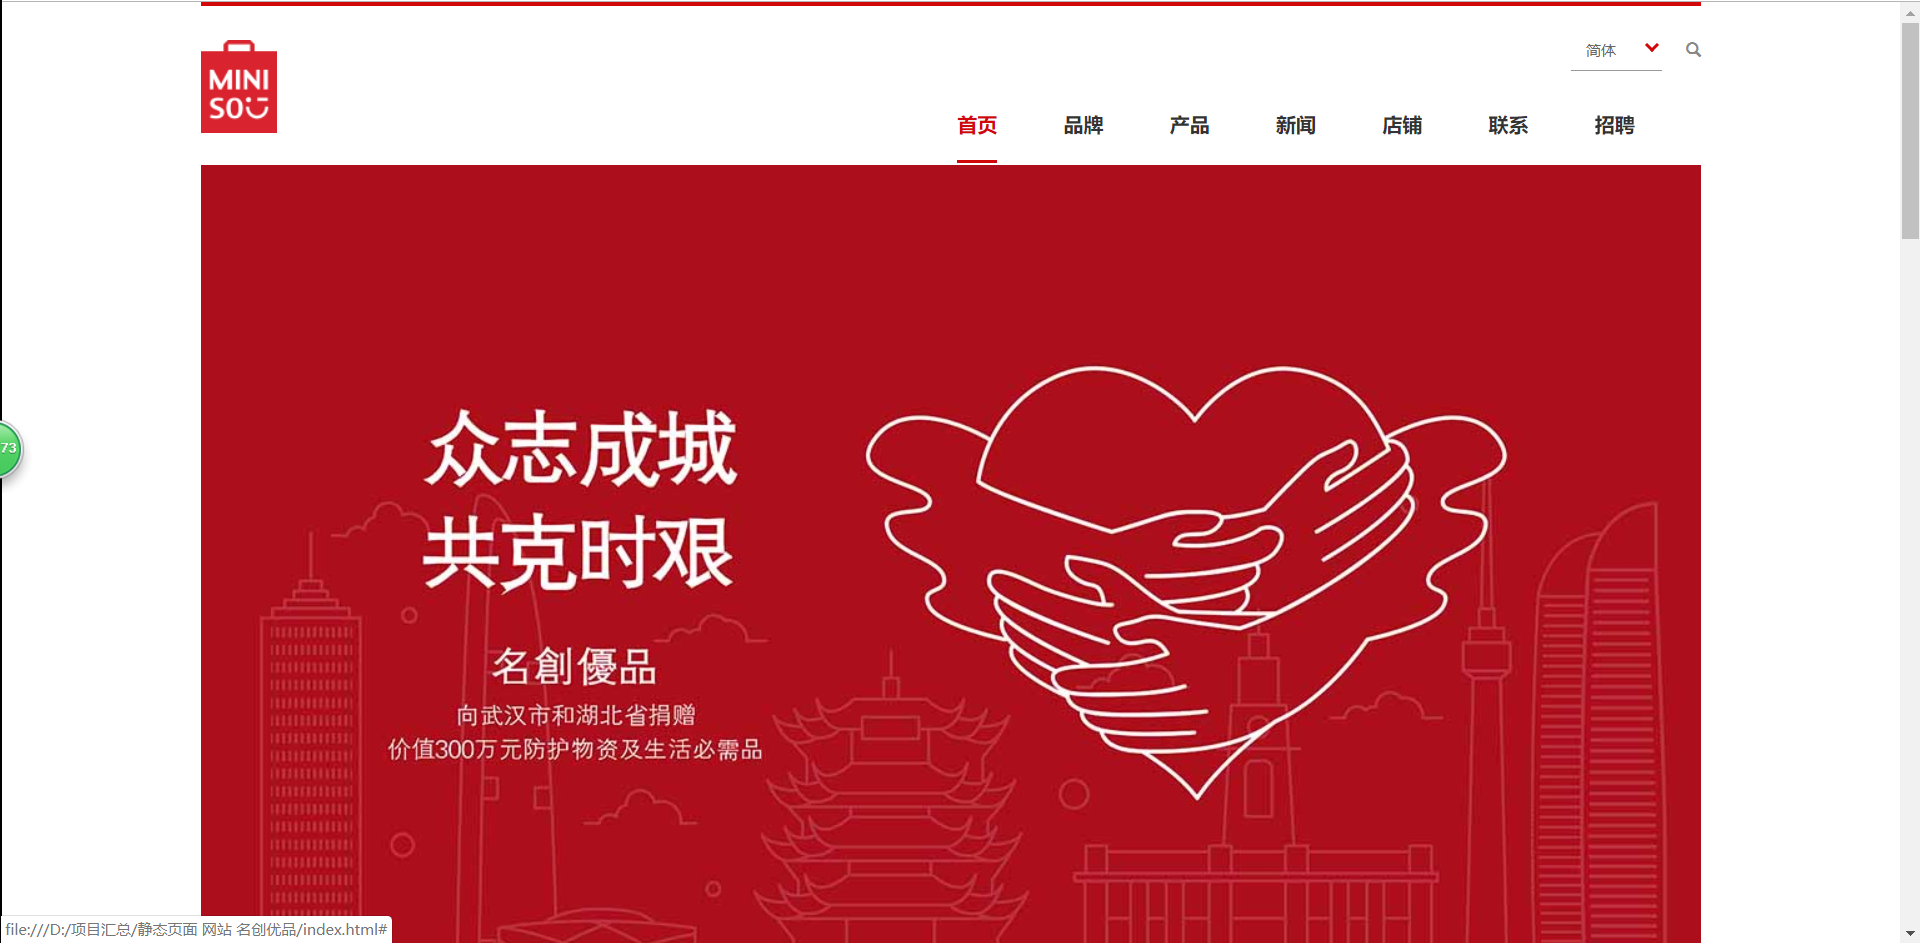 简体
MINI
SO
首页 品牌 产品 新闻 店铺 联系 招聘
众志成城
共克时艰
73
名創優品
向武汉市和湖北省捐赠
价值300万元防护物资及生活必需品
file:///D:/项目汇总/静态页面 网站 名创优品/index.html#